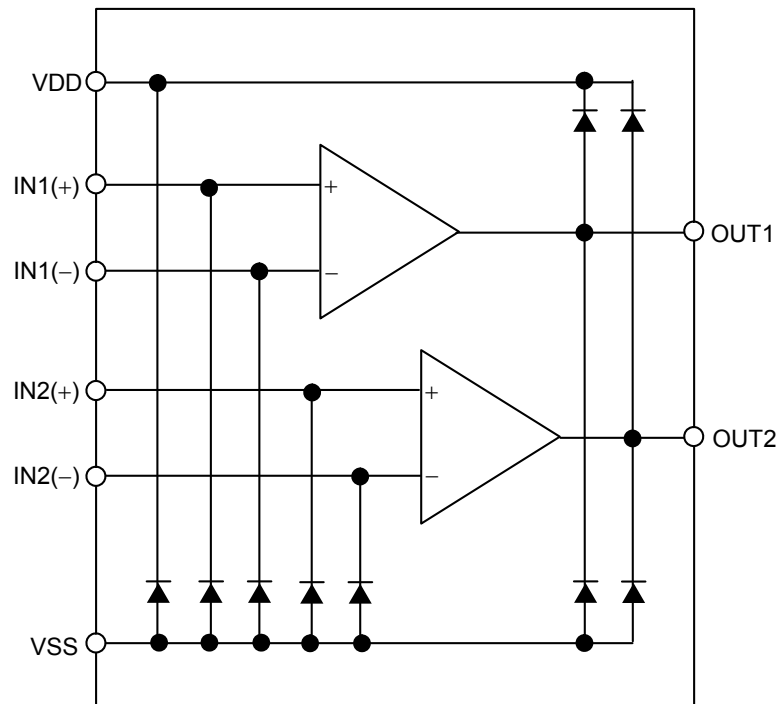 VDD
IN1(+)
+
OUT1
IN1(−)
−
IN2(+)
+
OUT2
IN2(−)
−
VSS